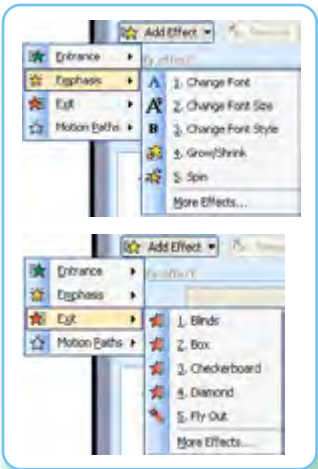 Add Effect
Entrance
Emphasis
Exit
Motion Paths
1. Change Font
2. Change Font Size
3. Change Font Style
4. Grow/Shrink
5. Spin
More Effects...
Add Effect
Entrance
Emphasis
Exit
Motion Paths
1. Blinds
2. Box
3. Checkerboard
4. Diamond
5. Fly Out
More Effects...